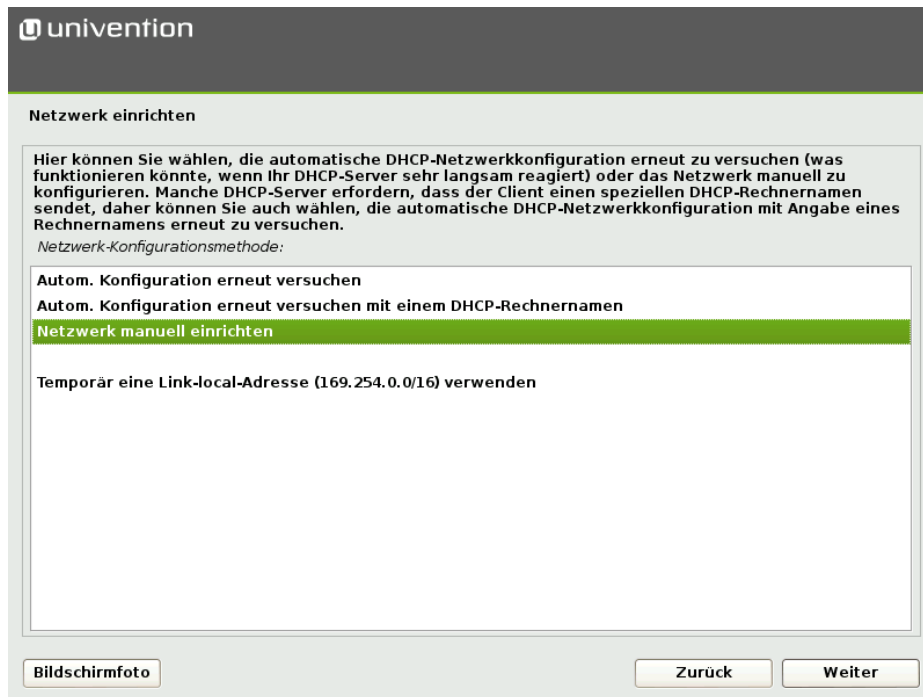 univention
Netzwerk einrichten
Hier können Sie wählen, die automatische DHCP-Netzwerkkonfiguration erneut zu versuchen (was
funktionieren könnte, wenn Ihr DHCP-Server sehr langsam reagiert) oder das Netzwerk manuell zu
konfigurieren. Manche DHCP-Server erfordern, dass der Client einen speziellen DHCP-Rechnernamen
sendet, daher können Sie auch wählen, die automatische DHCP-Netzwerkkonfiguration mit Angabe eines
Rechnernamens erneut zu versuchen.
Netzwerk-Konfigurationsmethode:
Autom. Konfiguration erneut versuchen
Autom. Konfiguration erneut versuchen mit einem DHCP-Rechnernamen
Netzwerk manuell einrichten
Temporär eine Link-local-Adresse (169.254.0.0/16) verwenden
Bildschirmfoto
Zurück
Weiter